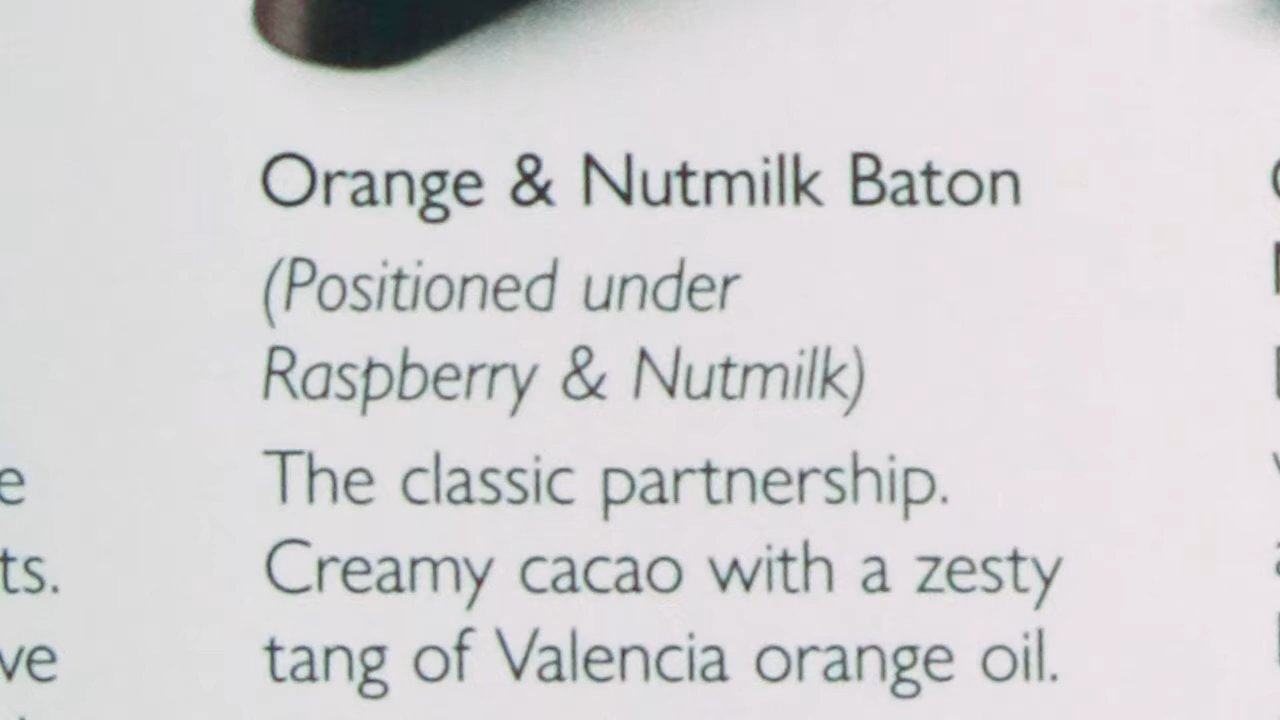 Orange & Nutmilk Baton
(Positioned under
Raspberry & Nutmilk)
The classic partnership.
Creamy cacao with a zesty
tang of Valencia orange oil.